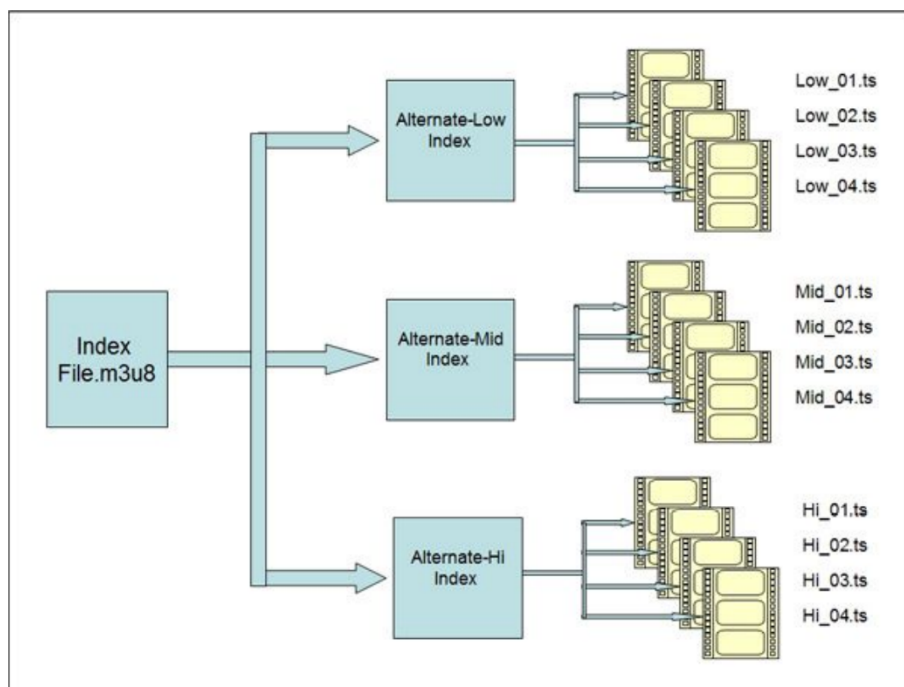 Index
File.m3u8
Alternate-Low
Index
Low_01.ts
Low_02.ts
Low_03.ts
Low_04.ts
Alternate-Mid
Index
Mid_01.ts
Mid_02.ts
Mid_03.ts
Mid_04.ts
Alternate-Hi
Index
Hi_01.ts
Hi_02.ts
Hi_03.ts
Hi_04.ts